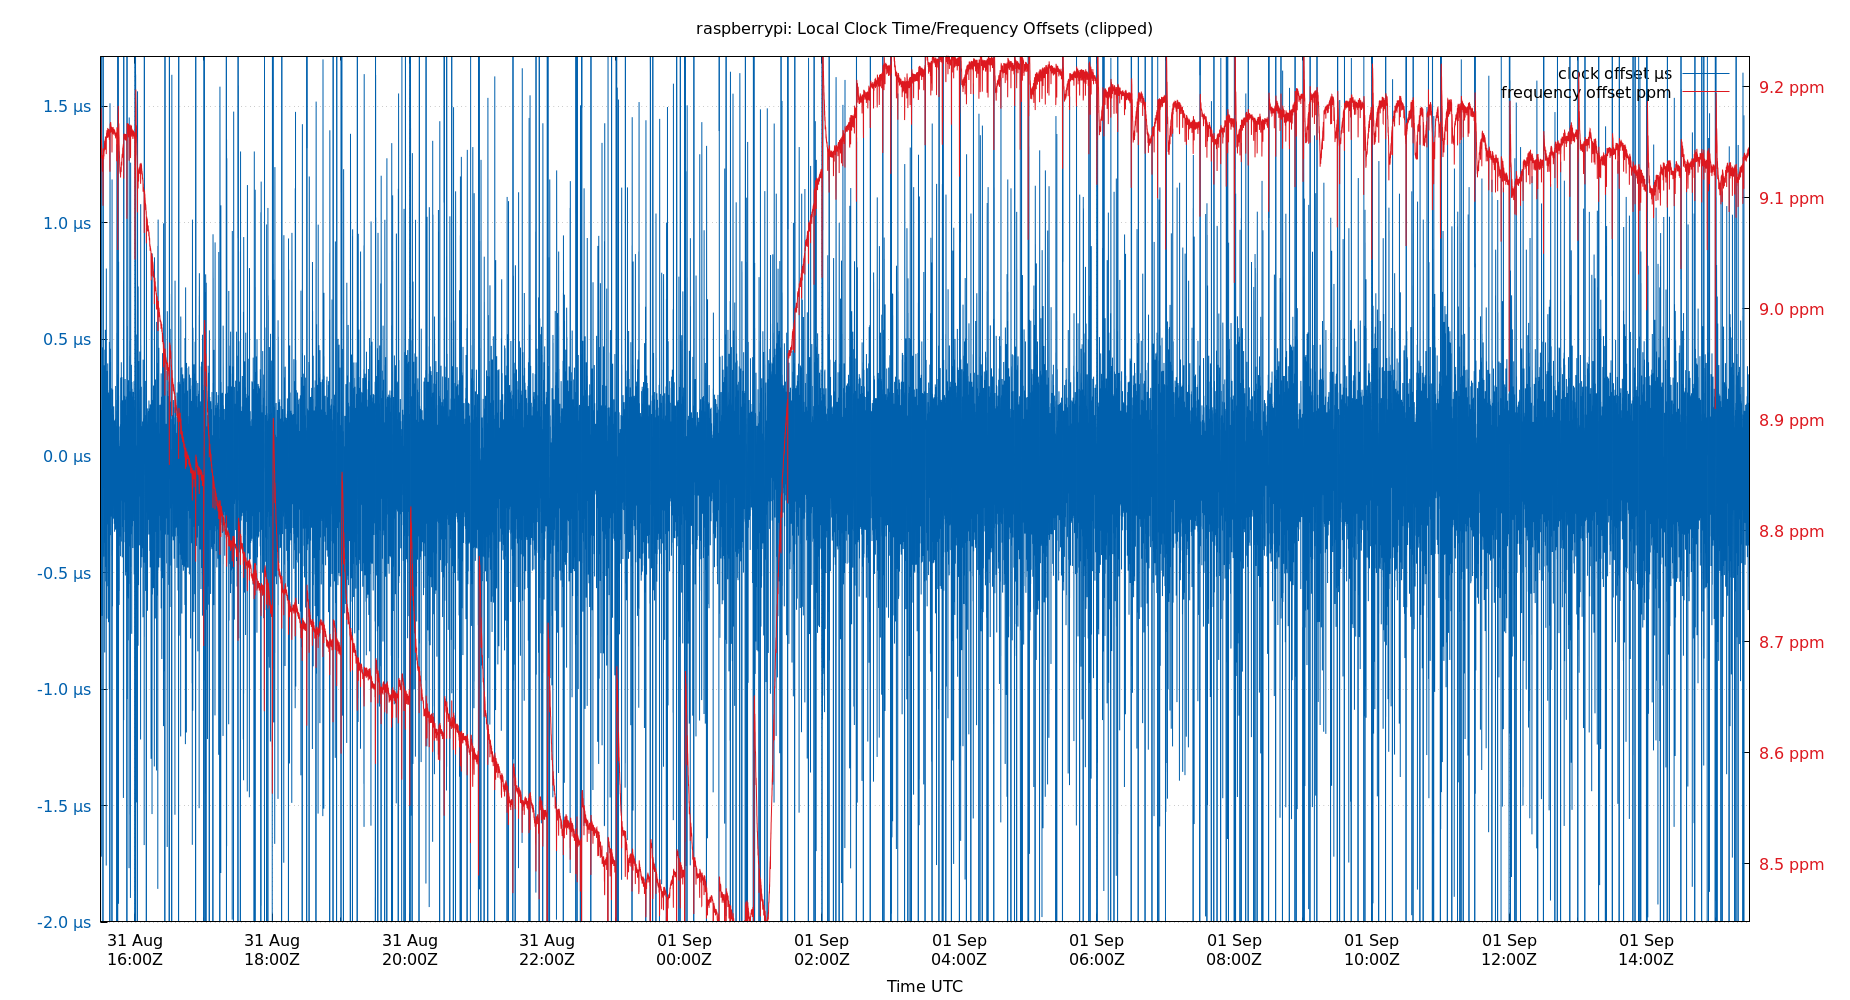 raspberrypi: Local Clock Time/Frequency Offsets (clipped)
clock offset µs
frequency offset ppm
1.5 µs
1.0 µs
0.5 µs
0.0 µs
-0.5 µs
-1.0 µs
-1.5 µs
-2.0 µs
9.2 ppm
9.1 ppm
9.0 ppm
8.9 ppm
8.8 ppm
8.7 ppm
8.6 ppm
8.5 ppm
31 Aug 31 Aug 31 Aug 31 Aug 01 Sep 01 Sep 01 Sep 01 Sep 01 Sep 01 Sep 01 Sep 01 Sep
16:00Z 18:00Z 20:00Z 22:00Z 00:00Z 02:00Z 04:00Z 06:00Z 08:00Z 10:00Z 12:00Z 14:00Z
Time UTC